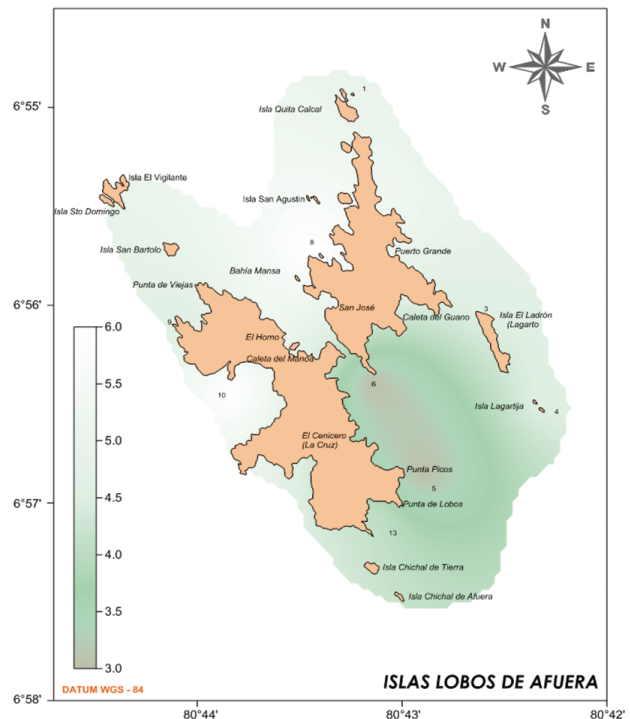 N
W E
S
6°55'
1
Isla Quita Calcal
Isla El Vigilante
Isla San Agustin
Isla Sto Domingo
8
Isla San Bartolo
Puerto Grande
Bahía Mansa
Punta de Viejas
6°56'
San José
3
Isla El Ladrón
(Lagarto
Caleta del Guano
9
6.0
El Horno
Caleta del Manoa
5.5
6
10
Isla Lagartija
4
5.0
El Cenicero
(La Cruz)
Punta Picos
4.5
5
6°57'
Punta de Lobos
13
4.0
Isla Chichal de Tierra
Isla Chichal de Afuera
3.5
3.0
DATUM WGS - 84
ISLAS LOBOS DE AFUERA
6°58'
80°44' 80°43' 80°42'